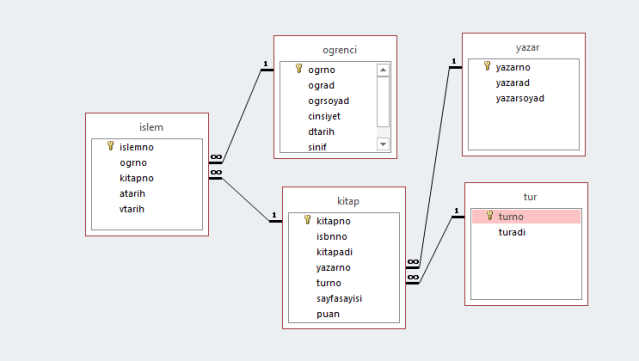 islem
islemno
ogrno
kitapno
atarih
vtarih
1
∞
∞
1
ogrenci
ogrno
ograd
ogrsoyad
cinsiyet
dtarih
sinif
kitap
kitapno
isbnno
kitapadi
yazarno
turno
sayfasayisi
puan
∞
∞
1
1
yazar
yazarno
yazarad
yazarsoyad
tur
turno
turadi